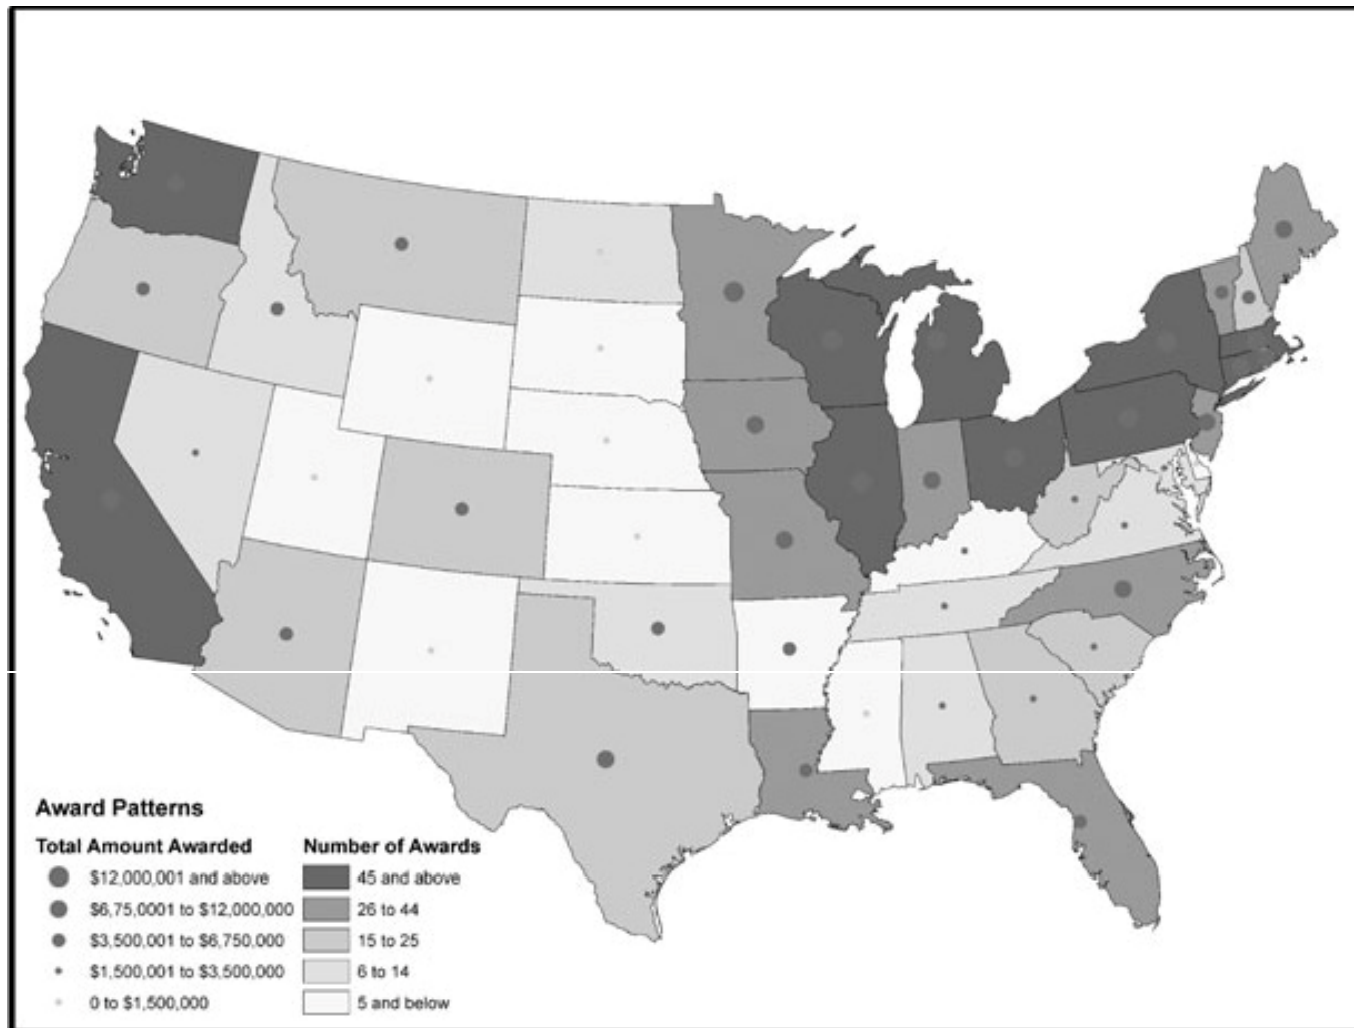 Award Patterns
Total Amount Awarded
$12,000,001 and above
$6,75,0001 to $12,000,000
$3,500,001 to $6,750,000
$1,500,001 to $3,500,000
0 to $1,500,000
Number of Awards
45 and above
26 to 44
15 to 25
6 to 14
5 and below